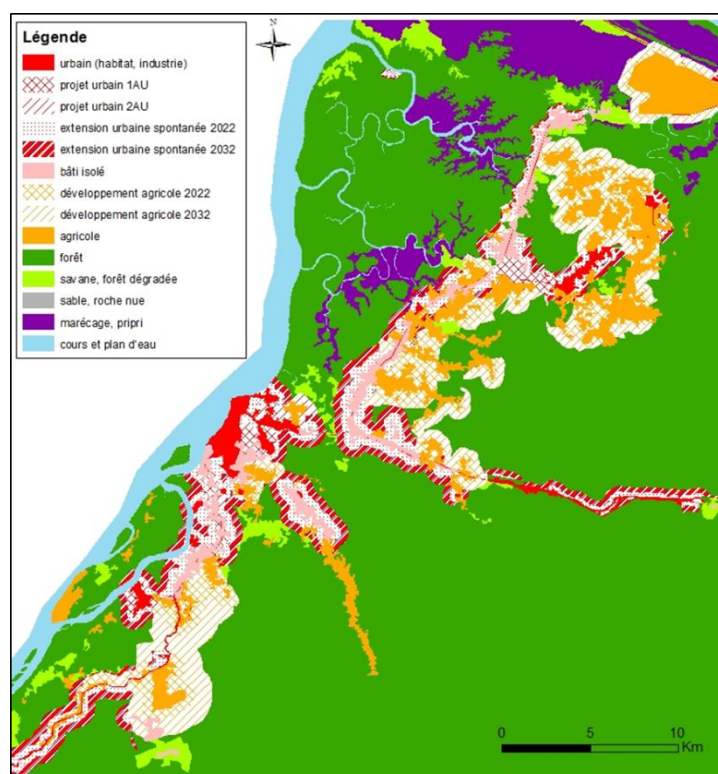 Légende
urbain (habitat, industrie)
projet urbain 1AU
projet urbain 2AU
extension urbaine spontanée 2022
extension urbaine spontanée 2032
bâti isolé
développement agricole 2022
développement agricole 2032
agricole
forêt
savane, forêt dégradée
sable, roche nue
marécage, pripri
cours et plan d'eau
N
0 5 10
Km